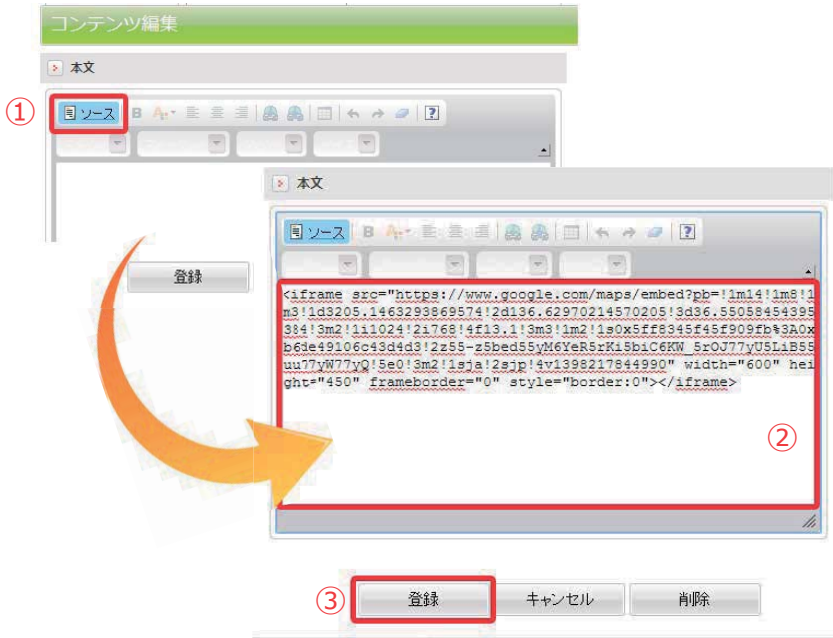 コンテンツ編集
本文
①
ソース
登録
本文
ソース
<iframe src="https://www.google.com/maps/embed?pb=!1m14!1m8!1
m3!1d3205.1463293869574!2d136.62970214570205!3d36.55058454395
384!3m2!1i1024!2i768!4f13.1!3m3!1m2!1s0x5ff8345f45f909fb%3A0x
b6de49106c43d4d3!2z55-z5bed55yM6YeR5rKi5biC6KW_5rOJ77yU5LiB55
uu77yW77yQ!5e0!3m2!1sja!2sjp!4v1398217844990" width="600" hei
ght="450" frameborder="0" style="border:0"></iframe>
②
③
登録
キャンセル
削除